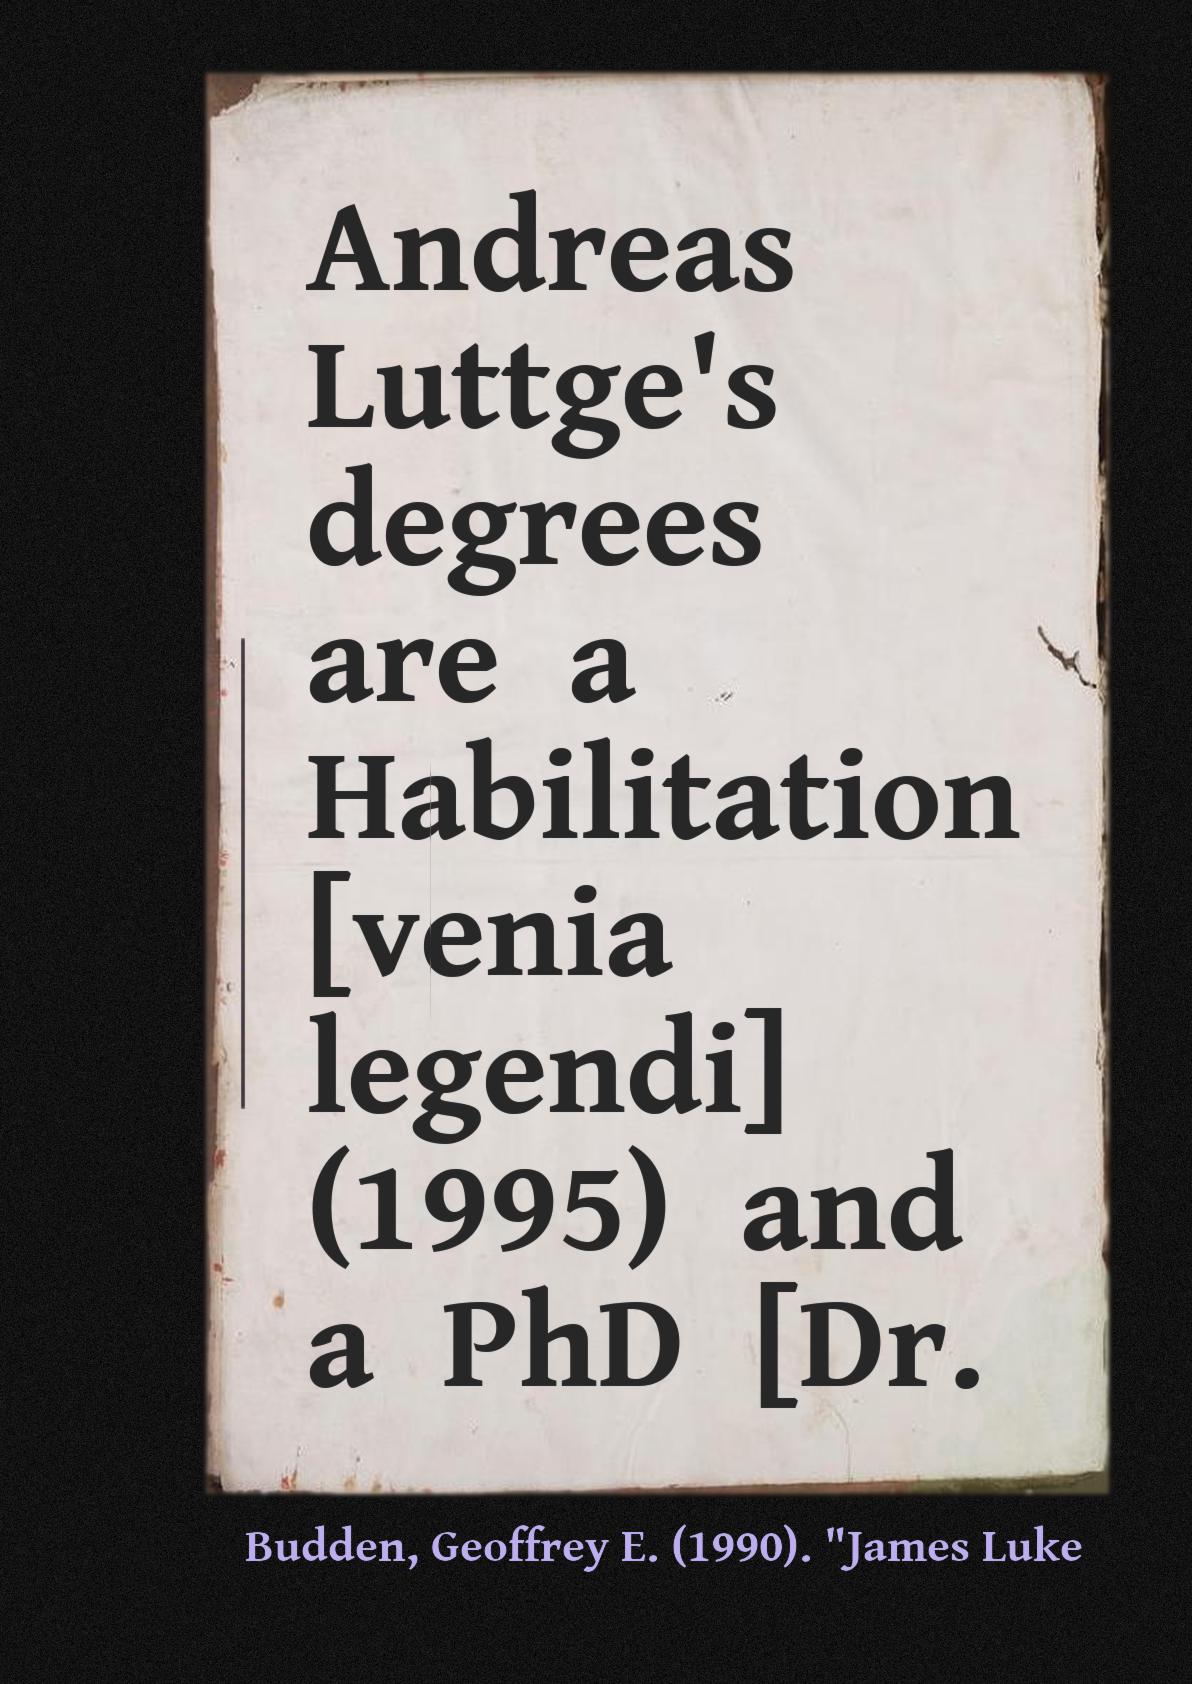 Andreas
Luttge's
degrees
are a
Habilitation
[venia
legendi]
(1995) and
a PhD [Dr.
Budden, Geoffrey E. (1990). "James Luke